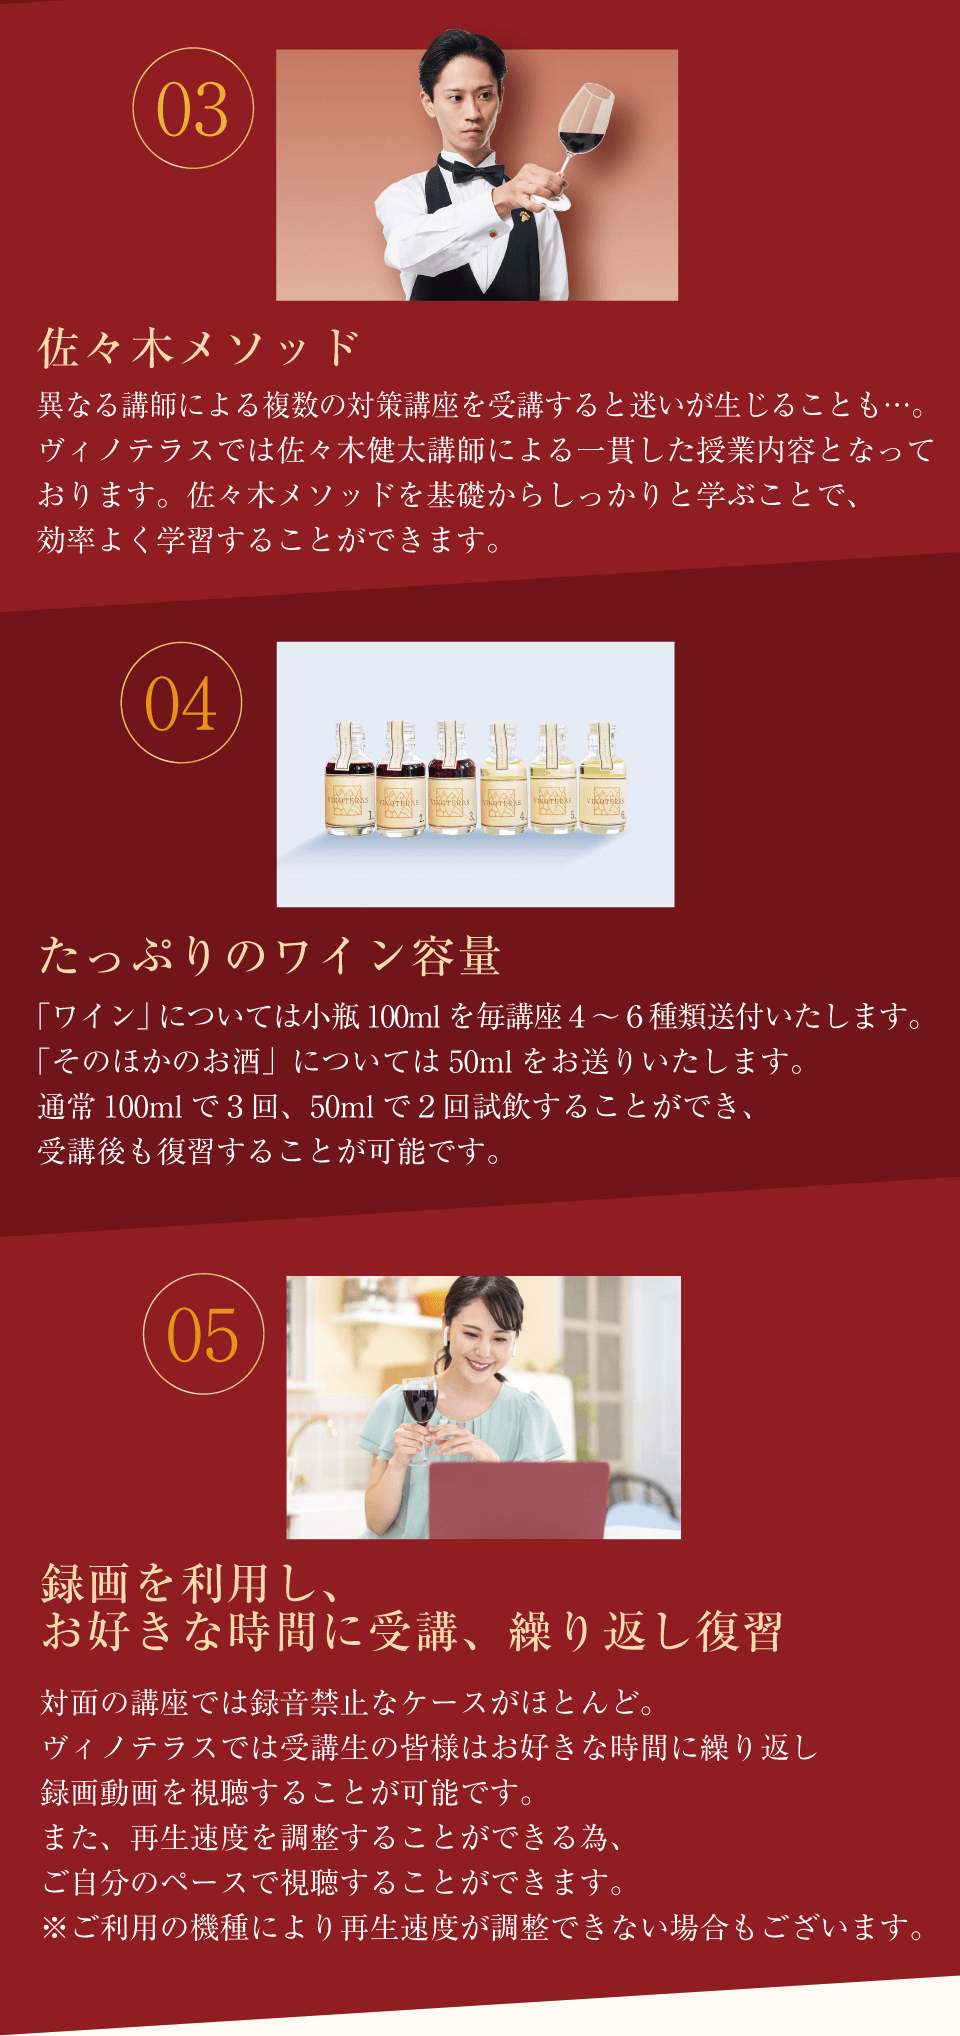 03
佐々木メソッド
異なる講師による複数の対策講座を受講すると迷いが生じることも…。
ヴィノテラスでは佐々木健太講師による一貫した授業内容となって
おります。佐々木メソッドを基礎からしっかりと学ぶことで、
効率よく学習することができます。
04
VINOTERAS VINOTERAS VINOTERAS VINOTERAS VINOTERAS VINOTERAS
1. 2. 3. 4. 5. 6.
たっぷりのワイン容量
「ワイン」については小瓶100mlを毎講座4～6種類送付いたします。
「そのほかのお酒」については50mlをお送りいたします。
通常100mlで3回、50mlで2回試飲することができ、
受講後も復習することが可能です。
05
録画を利用し、
お好きな時間に受講、繰り返し復習
対面の講座では録音禁止なケースがほとんど。
ヴィノテラスでは受講生の皆様はお好きな時間に繰り返し
録画動画を視聴することが可能です。
また、再生速度を調整することができる為、
ご自分のペースで視聴することができます。
※ご利用の機種により再生速度が調整できない場合もございます。